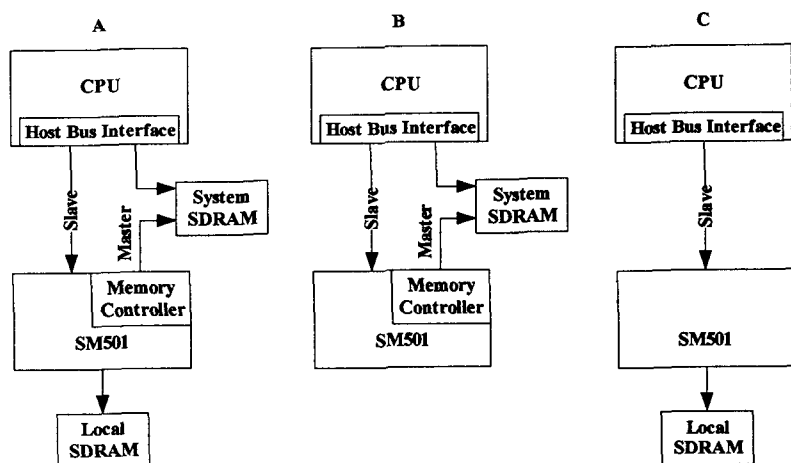 A
CPU
Host Bus Interface
Slave
Master
System
SDRAM
Memory
Controller
SM501
Local
SDRAM
B
CPU
Host Bus Interface
Slave
Master
System
SDRAM
Memory
Controller
SM501
C
CPU
Host Bus Interface
Slave
SM501
Local
SDRAM